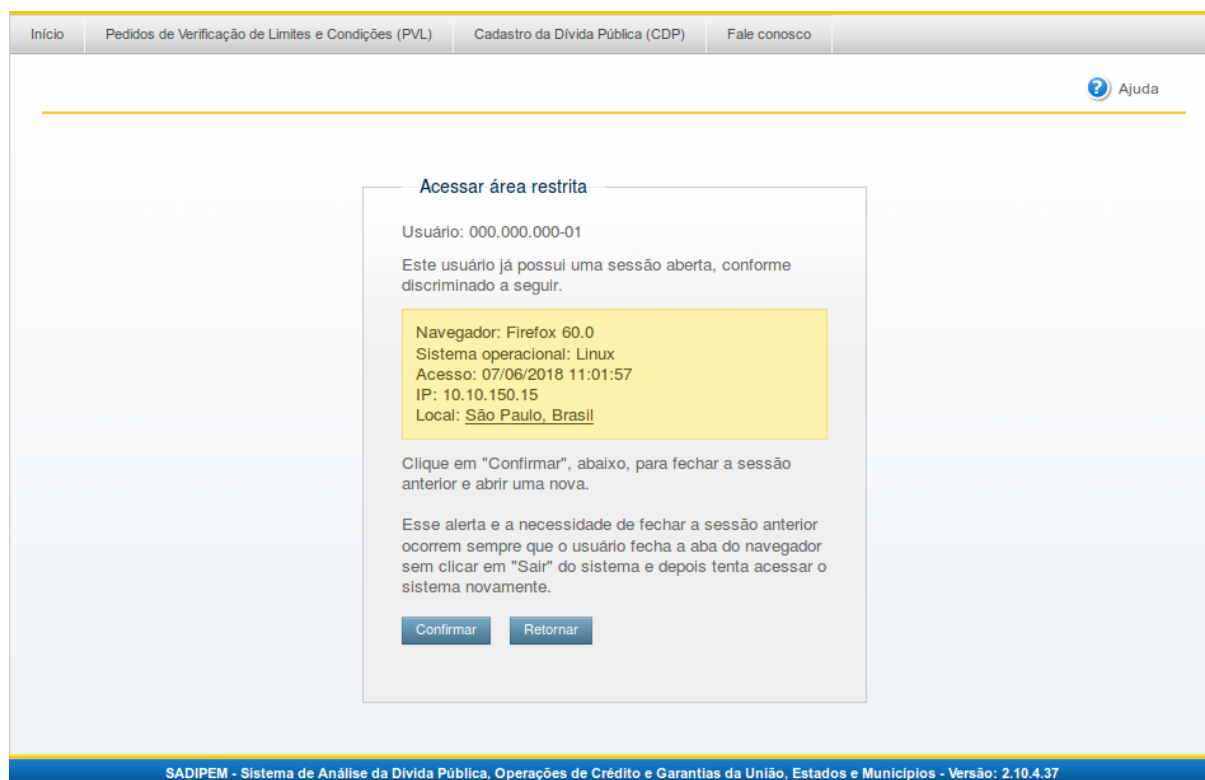 Início Pedidos de Verificação de Limites e Condições (PVL) Cadastro da Dívida Pública (CDP) Fale conosco
Ajuda
Acessar área restrita
Usuário: 000.000.000-01
Este usuário já possui uma sessão aberta, conforme
discriminado a seguir.
Navegador: Firefox 60.0
Sistema operacional: Linux
Acesso: 07/06/2018 11:01:57
IP: 10.10.150.15
Local: São Paulo, Brasil
Clique em "Confirmar", abaixo, para fechar a sessão
anterior e abrir uma nova.
Esse alerta e a necessidade de fechar a sessão anterior
ocorrem sempre que o usuário fecha a aba do navegador
sem clicar em "Sair" do sistema e depois tenta acessar o
sistema novamente.
Confirmar Retornar
SADIPEM - Sistema de Análise da Dívida Pública, Operações de Crédito e Garantias da União, Estados e Municípios - Versão: 2.10.4.37